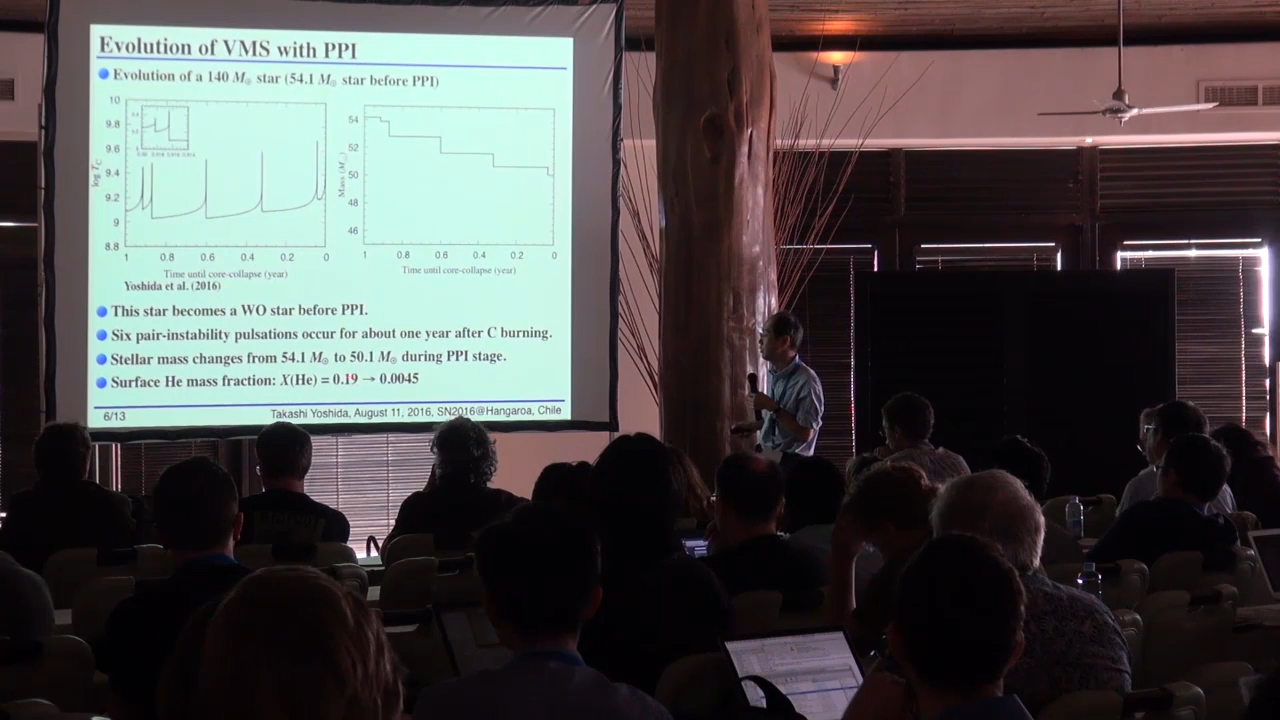 Evolution of VMS with PPI
Evolution of a 140 M☉ star (54.1 M☉ star before PPI)
10
9.8
9.6
9.4
9.2
9
8.8
log T_C
1 0.8 0.6 0.4 0.2 0
Time until core-collapse (year)
54
52
50
48
46
Mass (M☉)
1 0.8 0.6 0.4 0.2 0
Time until core-collapse (year)
Yoshida et al. (2016)
This star becomes a WO star before PPI.
Six pair-instability pulsations occur for about one year after C burning.
Stellar mass changes from 54.1 M☉ to 50.1 M☉ during PPI stage.
Surface He mass fraction: X(He) = 0.19 → 0.0045
6/13 Takashi Yoshida, August 11, 2016, SN2016@Hangaroa, Chile